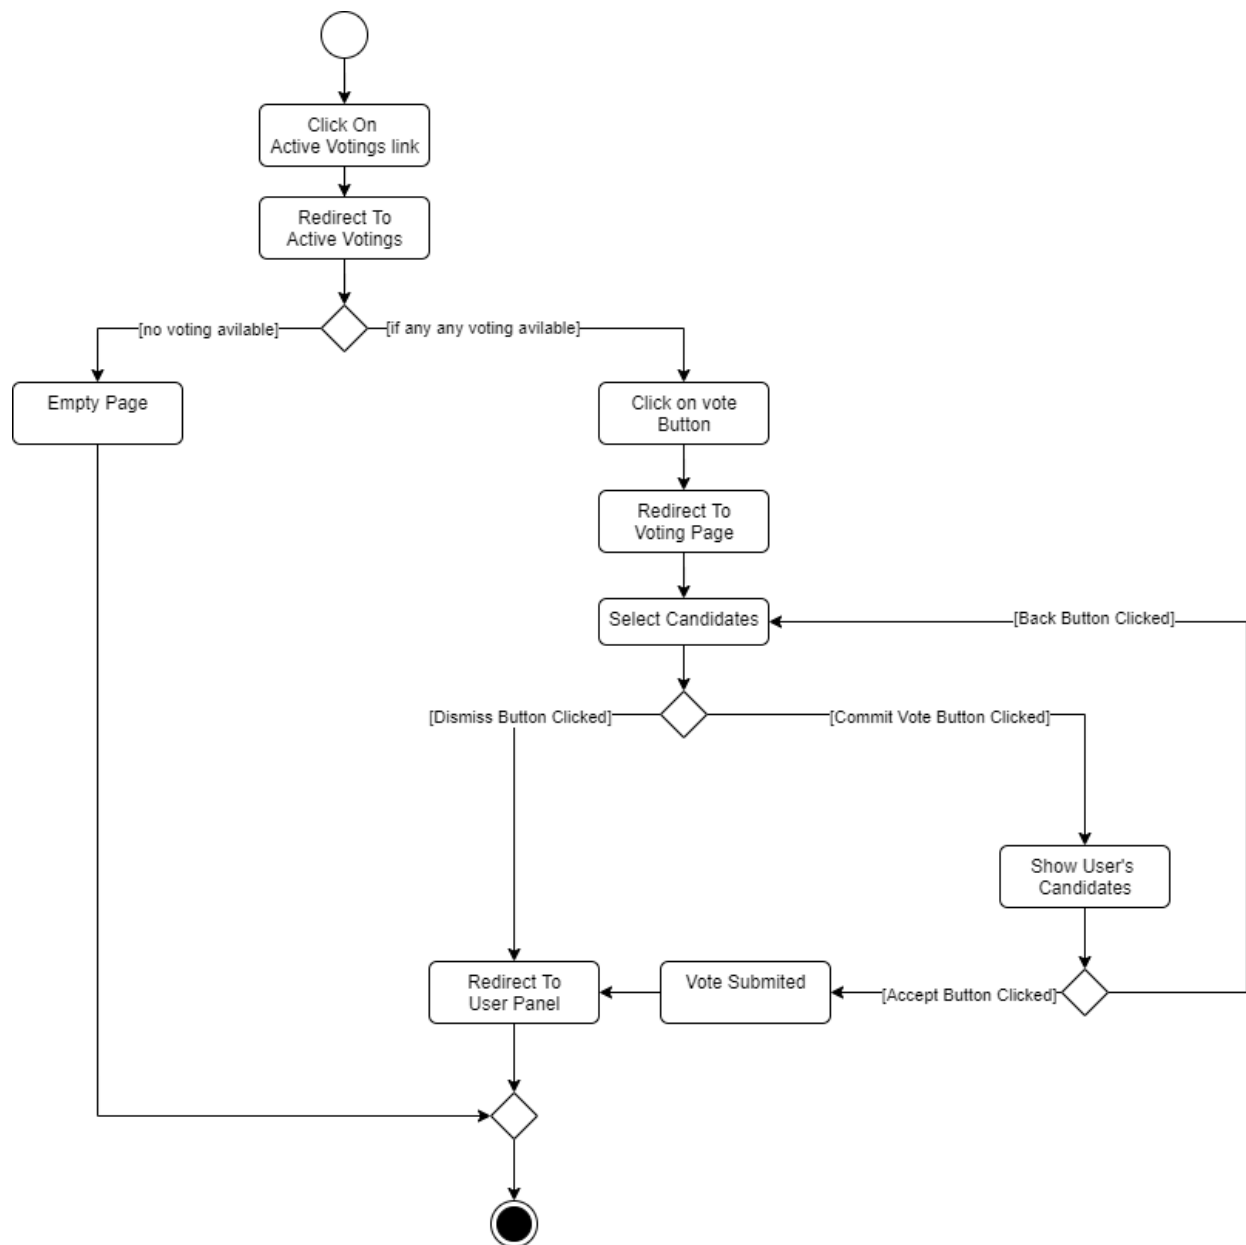 Click On
Active Votings link
Redirect To
Active Votings
[no voting avilable]
[if any any voting avilable]
Empty Page
Click on vote
Button
Redirect To
Voting Page
Select Candidates
[Back Button Clicked]
[Dismiss Button Clicked]
[Commit Vote Button Clicked]
Show User's
Candidates
Redirect To
User Panel
Vote Submited
[Accept Button Clicked]